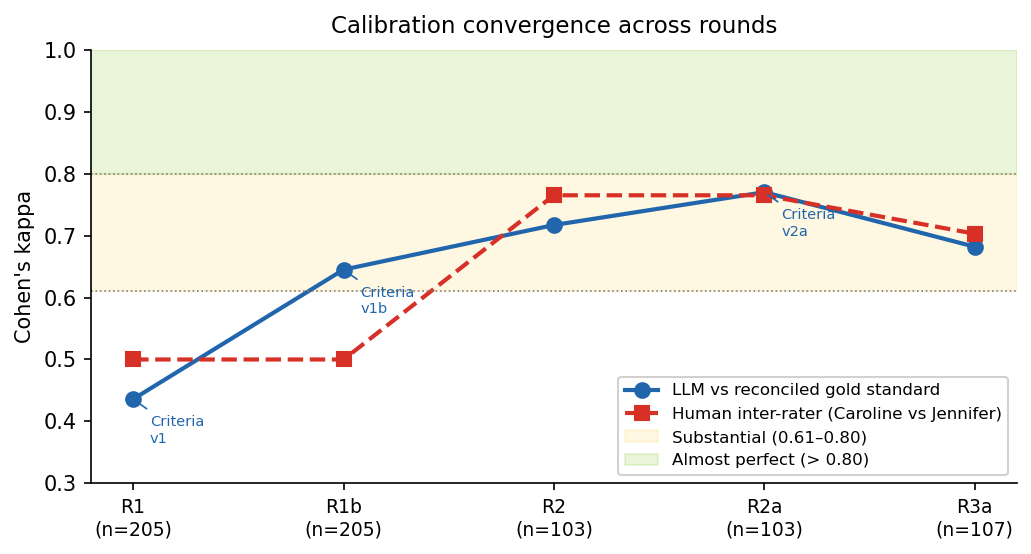 Calibration convergence across rounds
Cohen's kappa
1.0
0.9
0.8
0.7
0.6
0.5
0.4
0.3
Criteria
v1
Criteria
v1b
Criteria
v2a
LLM vs reconciled gold standard
Human inter-rater (Caroline vs Jennifer)
Substantial (0.61–0.80)
Almost perfect (> 0.80)
R1
(n=205)
R1b
(n=205)
R2
(n=103)
R2a
(n=103)
R3a
(n=107)